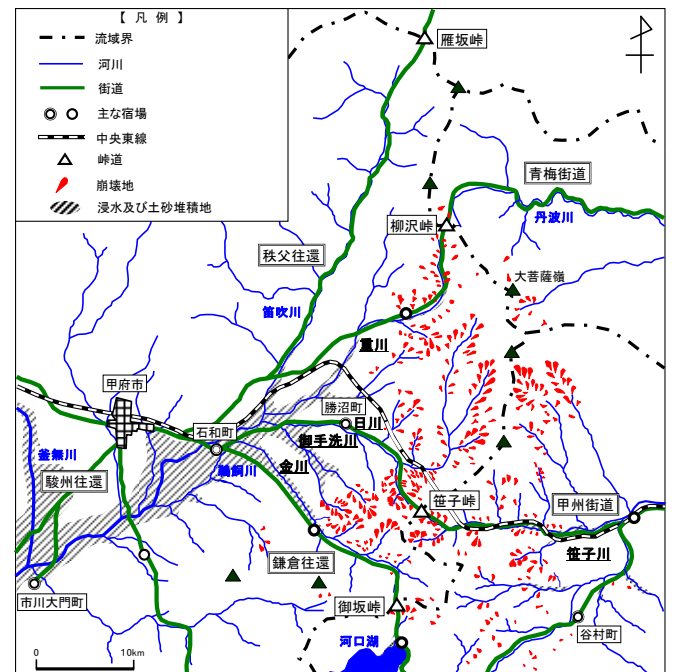 【 凡 例 】
流域界
河川
街道
主な宿場
中央東線
峠道
崩壊地
浸水及び土砂堆積地
雁坂峠
青梅街道
丹波川
柳沢峠
秩父往還
大菩薩嶺
笛吹川
重川
甲府市
勝沼町
日川
石和町
御手洗川
釜無川
鵜飼川
金川
駿州往還
笹子峠
甲州街道
笹子川
鎌倉往還
市川大門町
御坂峠
谷村町
河口湖
0 10km